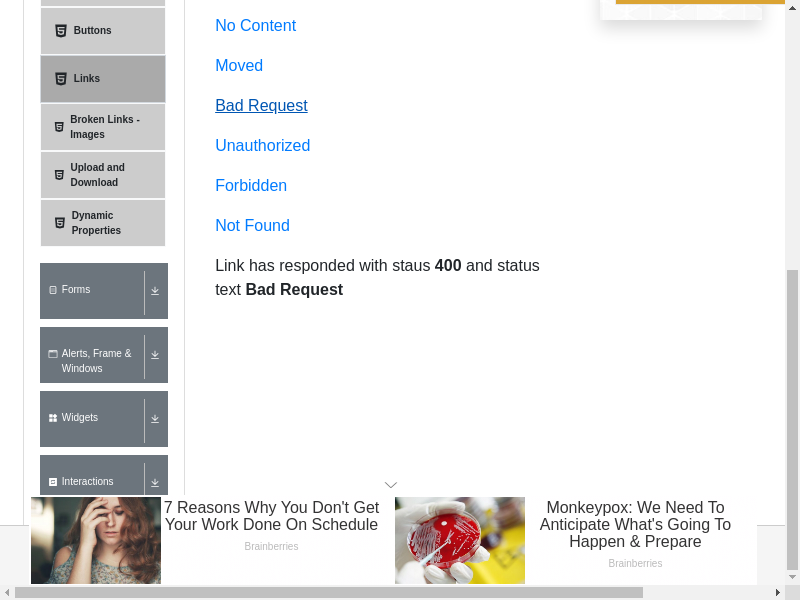 Buttons
Links
Broken Links -
Images
Upload and
Download
Dynamic
Properties
Forms
Alerts, Frame &
Windows
Widgets
Interactions
No Content
Moved
Bad Request
Unauthorized
Forbidden
Not Found
Link has responded with staus 400 and status
text Bad Request
7 Reasons Why You Don't Get
Your Work Done On Schedule
Brainberries
Monkeypox: We Need To
Anticipate What's Going To
Happen & Prepare
Brainberries